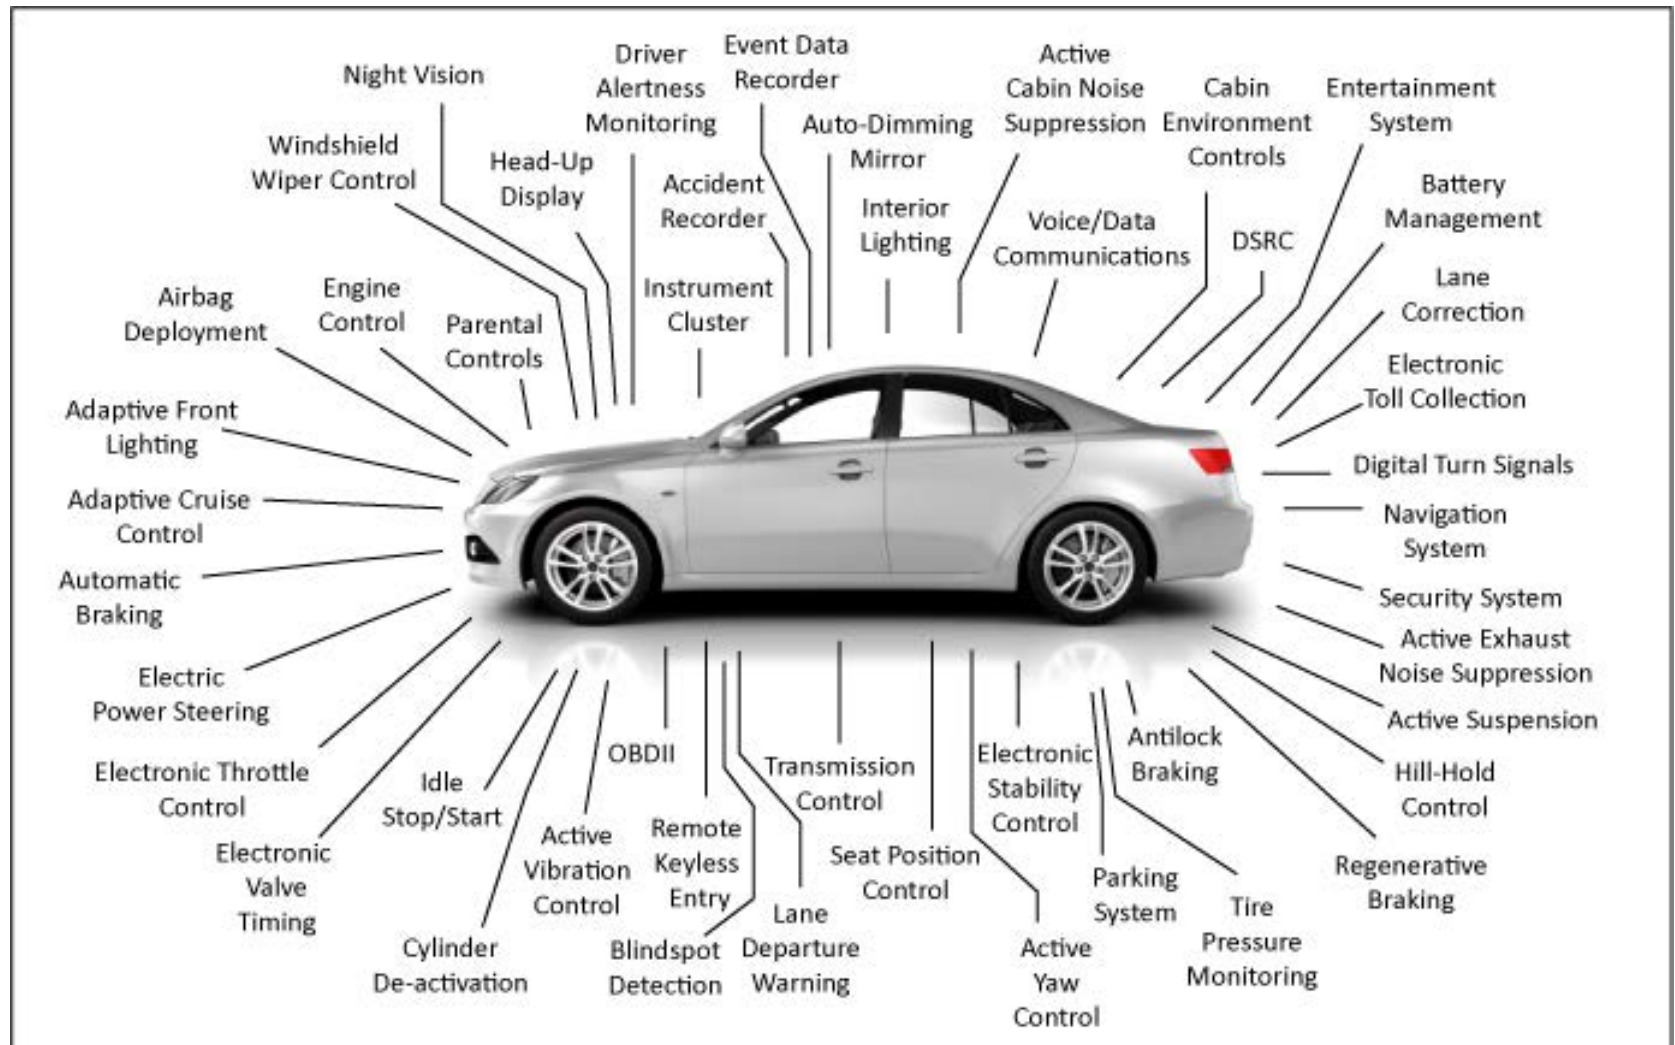 Night Vision
Driver
Alertness
Monitoring
Event Data
Recorder
Active
Cabin Noise
Suppression
Cabin
Environment
Controls
Entertainment
System
Windshield
Wiper Control
Head-Up
Display
Accident
Recorder
Auto-Dimming
Mirror
Interior
Lighting
Voice/Data
Communications
DSRC
Battery
Management
Airbag
Deployment
Engine
Control
Parental
Controls
Instrument
Cluster
Lane
Correction
Electronic
Toll Collection
Adaptive Front
Lighting
Digital Turn Signals
Adaptive Cruise
Control
Navigation
System
Automatic
Braking
Security System
Active Exhaust
Noise Suppression
Electric
Power Steering
Active Suspension
Electronic Throttle
Control
Idle
Stop/Start
OBDII
Transmission
Control
Electronic
Stability
Control
Antilock
Braking
Hill-Hold
Control
Electronic
Valve
Timing
Active
Vibration
Control
Remote
Keyless
Entry
Seat Position
Control
Parking
System
Regenerative
Braking
Cylinder
De-activation
Blindspot
Detection
Lane
Departure
Warning
Active
Yaw
Control
Tire
Pressure
Monitoring